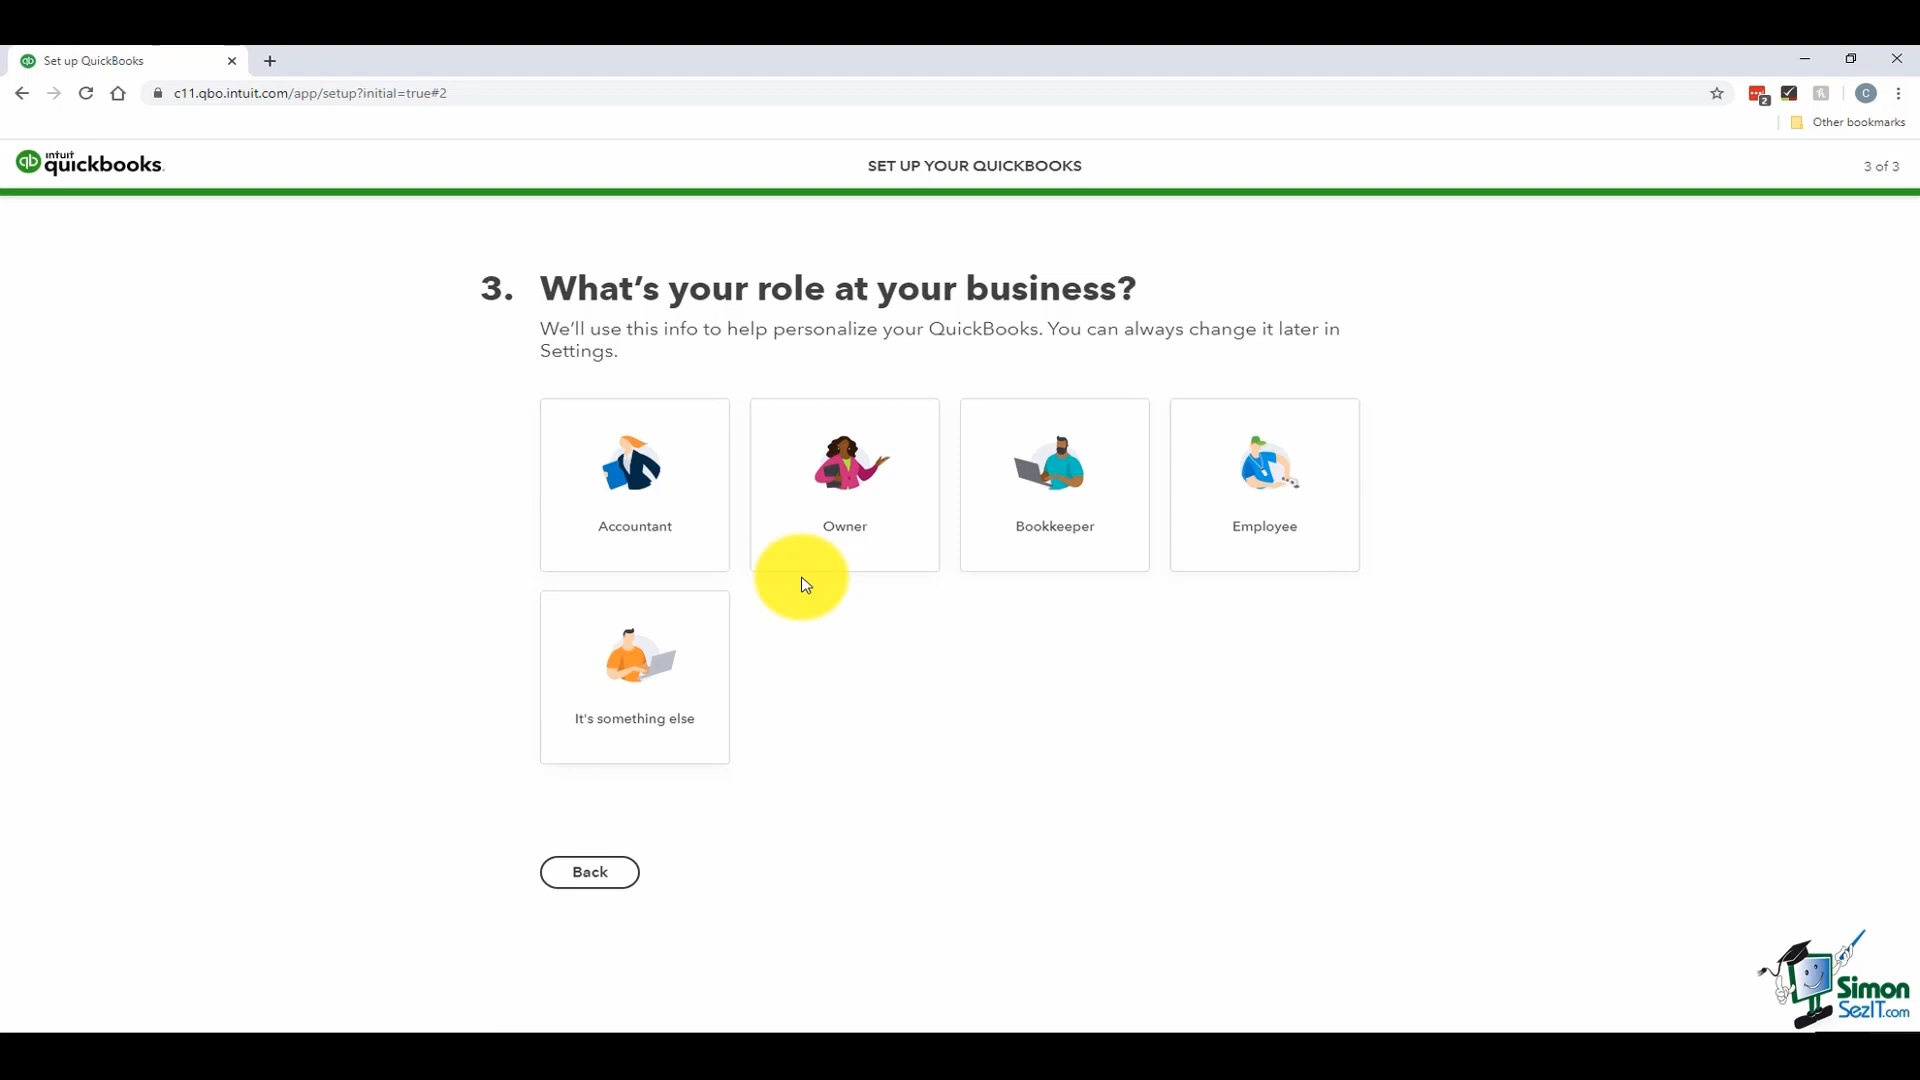 Set up QuickBooks
c11.qbo.intuit.com/app/setup?initial=true#2
2
C
Other bookmarks
qb intuit quickbooks.
SET UP YOUR QUICKBOOKS
3 of 3
3. What's your role at your business?
We'll use this info to help personalize your QuickBooks. You can always change it later in
Settings.
Accountant
Owner
Bookkeeper
Employee
It's something else
Back
Simon
SezIT.com